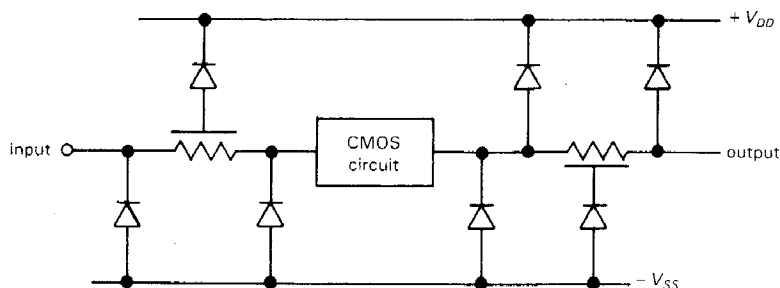 + V_DD
input
CMOS
circuit
output
− V_SS